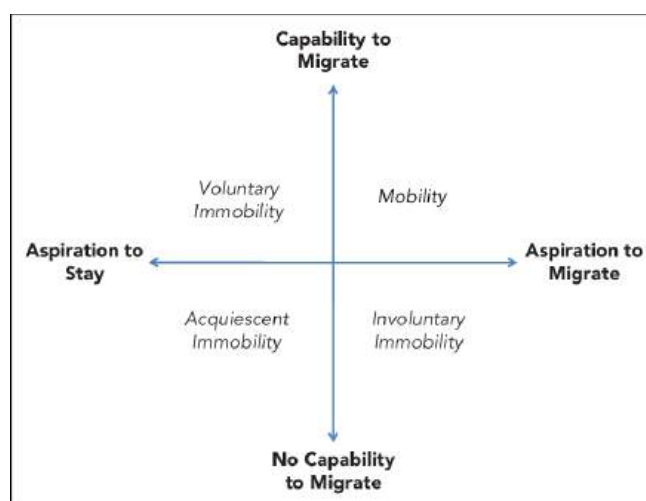 Capability to
Migrate
Voluntary
Immobility
Mobility
Aspiration to
Stay
Aspiration to
Migrate
Acquiescent
Immobility
Involuntary
Immobility
No Capability
to Migrate